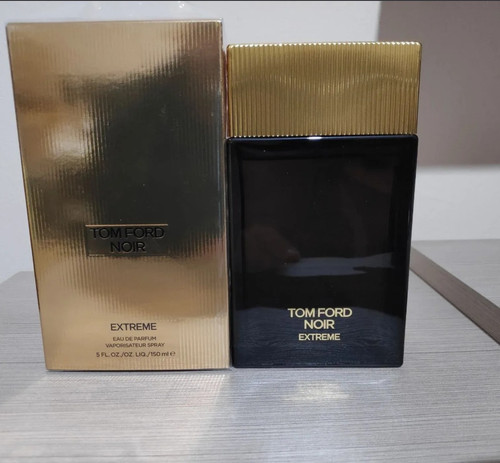 TOM FORD
NOIR
EXTREME
EAU DE PARFUM
VAPORISATEUR SPRAY
5 FL.OZ./OZ. LIQ./150 ml ℮
TOM FORD
NOIR
EXTREME